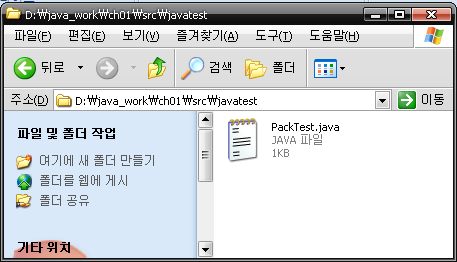 D:₩java_work₩ch01₩src₩javatest
파일(F) 편집(E) 보기(V) 즐겨찾기(A) 도구(T) 도움말(H)
뒤로 검색 폴더
주소(D) D:₩java_work₩ch01₩src₩javatest 이동
파일 및 폴더 작업
여기에 새 폴더 만들기
폴더를 웹에 게시
폴더 공유
기타 위치
PackTest.java
JAVA 파일
1KB